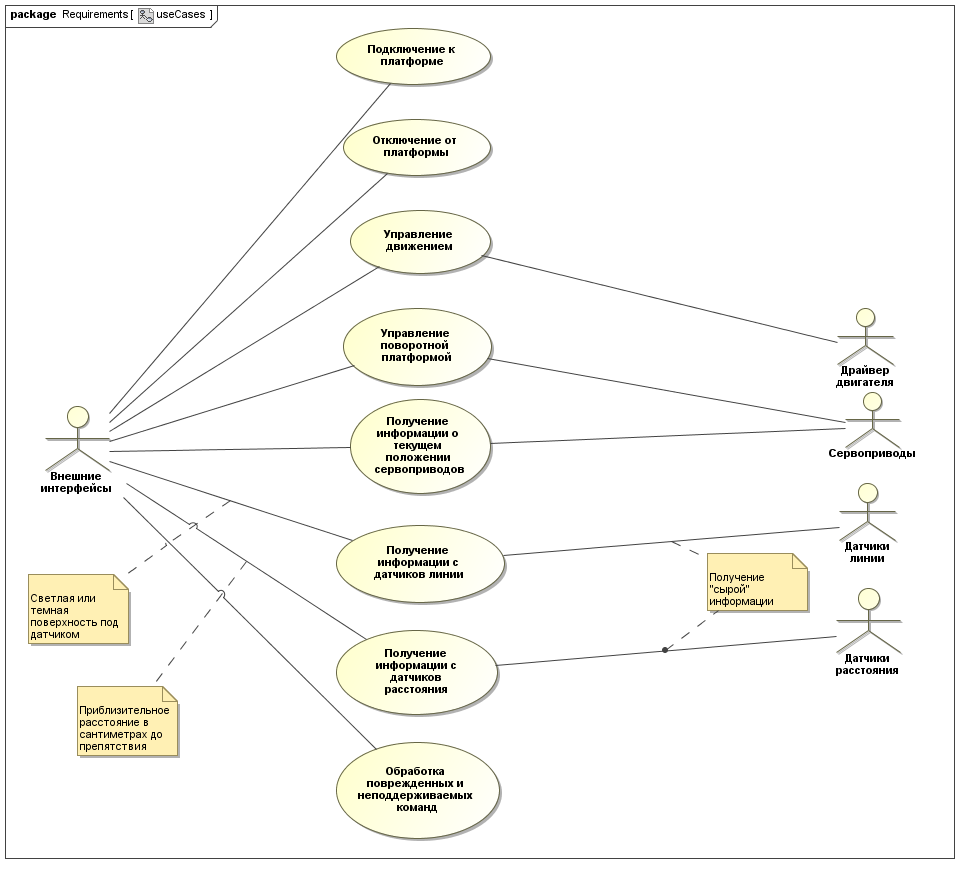 package Requirements[ useCases ]
Подключение к
платформе
Отключение от
платформы
Управление
движением
Управление
поворотной
платформой
Драйвер
двигателя
Получение
информации о
текущем
положении
сервоприводов
Сервоприводы
Внешние
интерфейсы
Получение
информации с
датчиков линии
Датчики
линии
Получение
"сырой"
информации
Светлая или
темная
поверхность под
датчиком
Получение
информации с
датчиков
расстояния
Датчики
расстояния
Приблизительное
расстояние в
сантиметрах до
препятствия
Обработка
поврежденных и
неподдерживаемых
команд